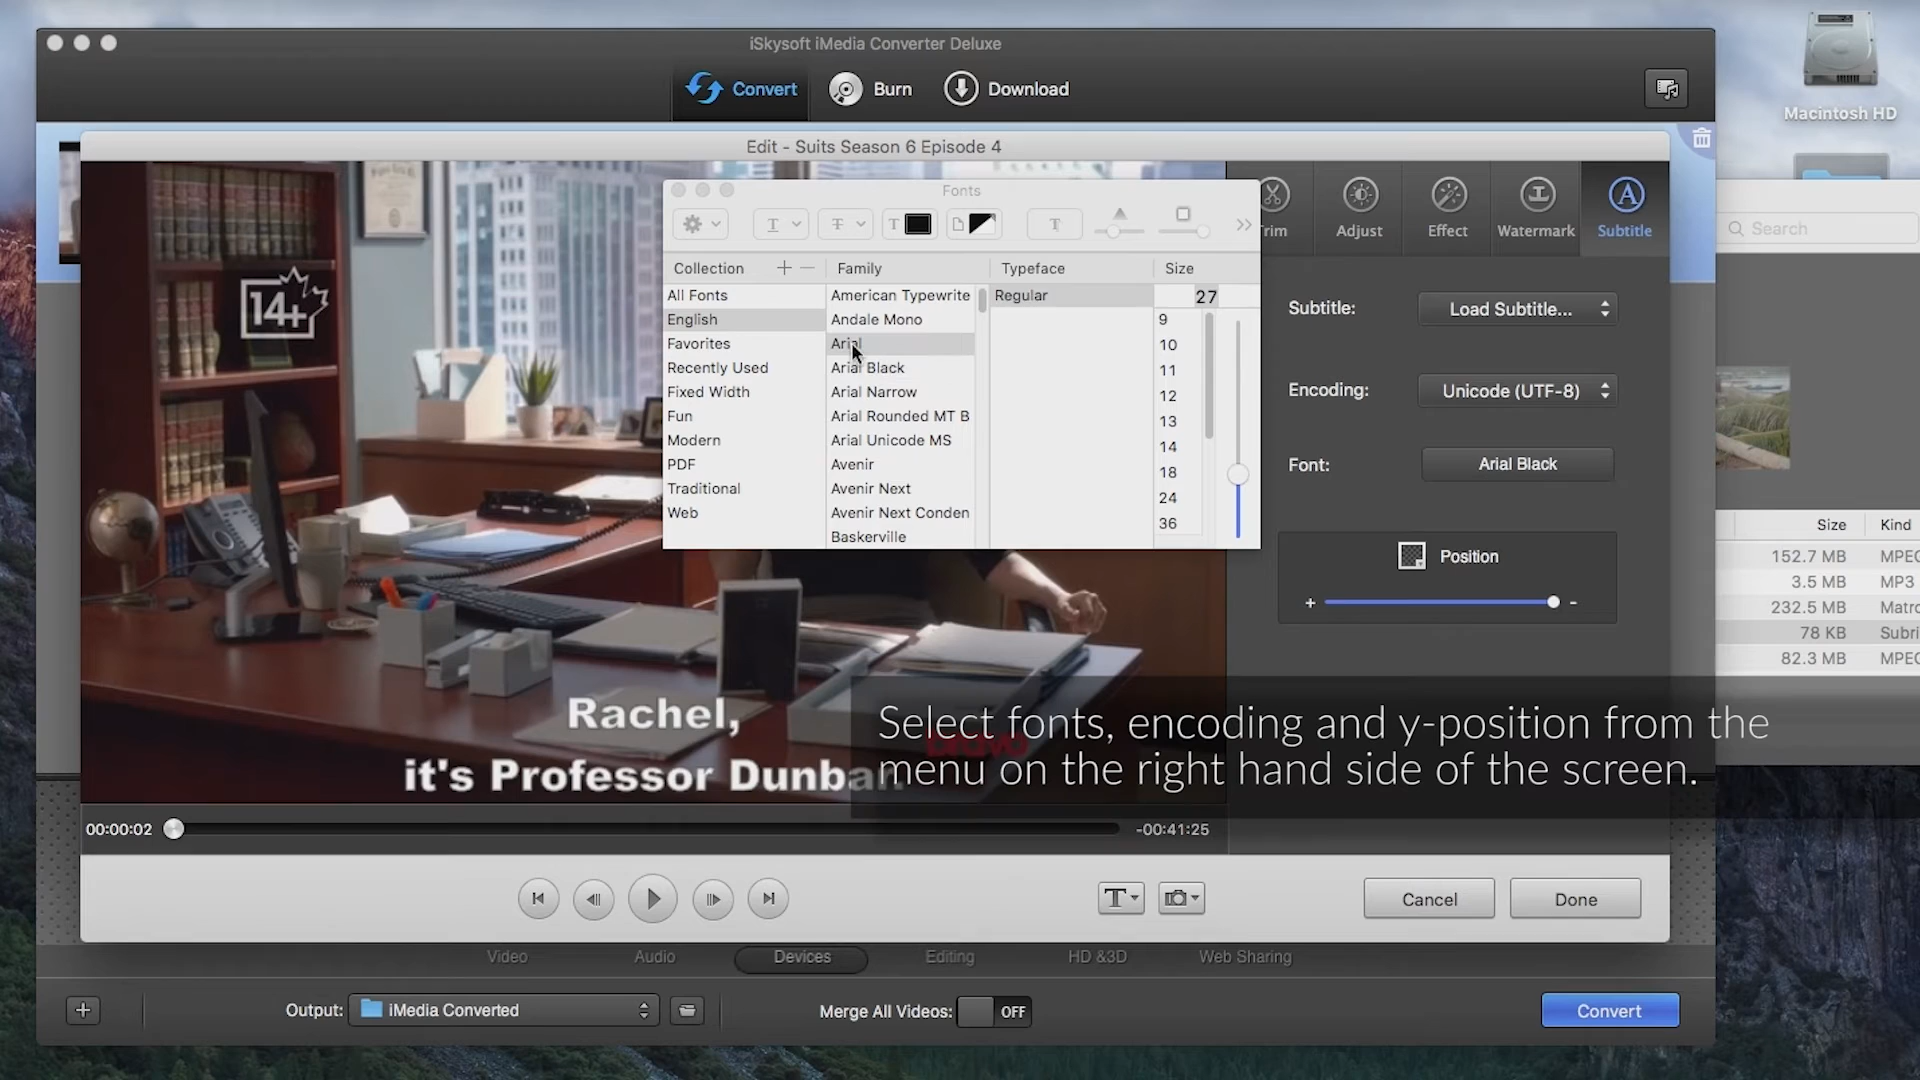 iSkysoft iMedia Converter Deluxe
Convert
Burn
Download
Macintosh HD
Edit - Suits Season 6 Episode 4
Fonts
Trim
Adjust
Effect
Watermark
Subtitle
Search
Collection
Family
Typeface
Size
All Fonts
English
Favorites
Recently Used
Fixed Width
Fun
Modern
PDF
Traditional
Web
American Typewrite
Andale Mono
Arial
Arial Black
Arial Narrow
Arial Rounded MT B
Arial Unicode MS
Avenir
Avenir Next
Avenir Next Conden
Baskerville
Regular
27
9
10
11
12
13
14
18
24
36
14+
Subtitle:
Load Subtitle...
Encoding:
Unicode (UTF-8)
Font:
Arial Black
Position
+
-
Size
Kind
152.7 MB
MPEG
3.5 MB
MP3
232.5 MB
Matro
78 KB
Subri
82.3 MB
MPEG
Rachel,
it's Professor Dunbar.
bravo
Select fonts, encoding and y-position from the
menu on the right hand side of the screen.
00:00:02
-00:41:25
Cancel
Done
Video
Audio
Devices
Editing
HD &3D
Web Sharing
Output:
iMedia Converted
Merge All Videos:
OFF
Convert